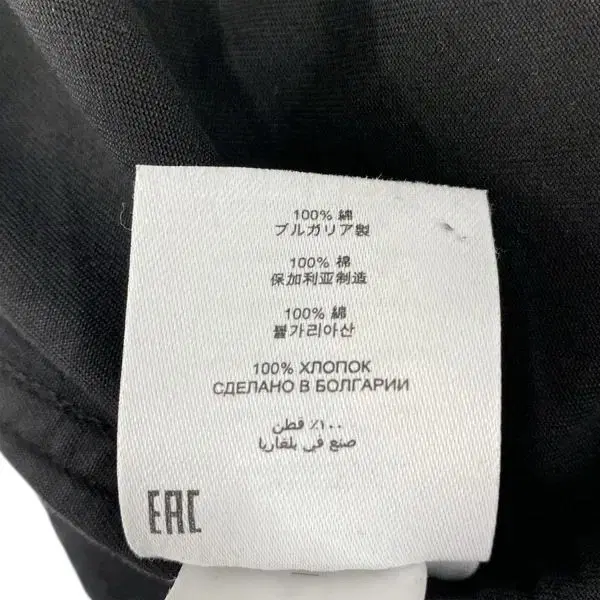 100% 綿
ブルガリア製
100% 棉
保加利亚制造
100% 綿
불가리아산
100% ХЛОПОК
СДЕЛАНО В БОЛГАРИИ
١٠٠٪ قطن
صنع في بلغاريا
EAC